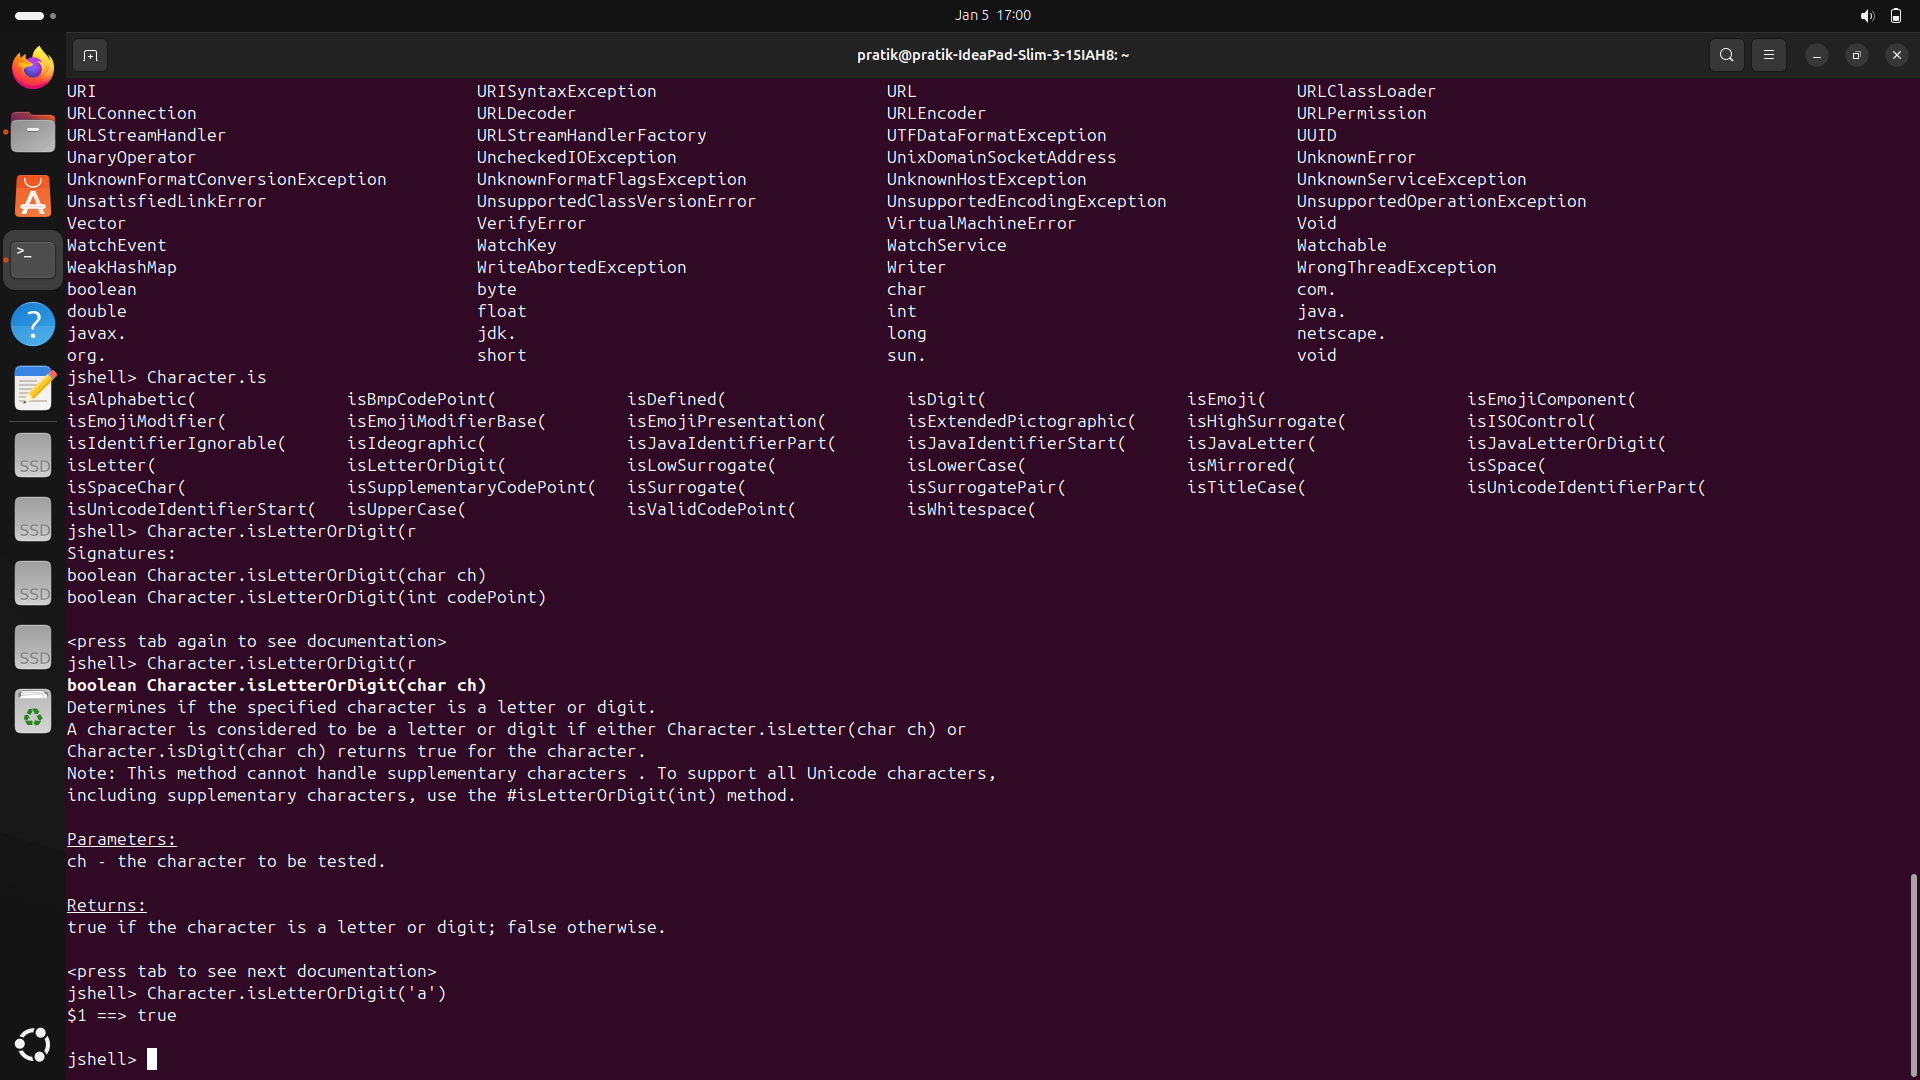 Jan 5 17:00
pratik@pratik-IdeaPad-Slim-3-15IAH8: ~
URI URISyntaxException URL URLClassLoader
URLConnection URLDecoder URLEncoder URLPermission
URLStreamHandler URLStreamHandlerFactory UTFDataFormatException UUID
UnaryOperator UncheckedIOException UnixDomainSocketAddress UnknownError
UnknownFormatConversionException UnknownFormatFlagsException UnknownHostException UnknownServiceException
UnsatisfiedLinkError UnsupportedClassVersionError UnsupportedEncodingException UnsupportedOperationException
Vector VerifyError VirtualMachineError Void
WatchEvent WatchKey WatchService Watchable
WeakHashMap WriteAbortedException Writer WrongThreadException
boolean byte char com.
double float int java.
javax. jdk. long netscape.
org. short sun. void
jshell> Character.is
isAlphabetic( isBmpCodePoint( isDefined( isDigit( isEmoji( isEmojiComponent(
isEmojiModifier( isEmojiModifierBase( isEmojiPresentation( isExtendedPictographic( isHighSurrogate( isISOControl(
isIdentifierIgnorable( isIdeographic( isJavaIdentifierPart( isJavaIdentifierStart( isJavaLetter( isJavaLetterOrDigit(
isLetter( isLetterOrDigit( isLowSurrogate( isLowerCase( isMirrored( isSpace(
isSpaceChar( isSupplementaryCodePoint( isSurrogate( isSurrogatePair( isTitleCase( isUnicodeIdentifierPart(
isUnicodeIdentifierStart( isUpperCase( isValidCodePoint( isWhitespace(
jshell> Character.isLetterOrDigit(r
Signatures:
boolean Character.isLetterOrDigit(char ch)
boolean Character.isLetterOrDigit(int codePoint)
<press tab again to see documentation>
jshell> Character.isLetterOrDigit(r
boolean Character.isLetterOrDigit(char ch)
Determines if the specified character is a letter or digit.
A character is considered to be a letter or digit if either Character.isLetter(char ch) or
Character.isDigit(char ch) returns true for the character.
Note: This method cannot handle supplementary characters . To support all Unicode characters,
including supplementary characters, use the #isLetterOrDigit(int) method.
Parameters:
ch - the character to be tested.
Returns:
true if the character is a letter or digit; false otherwise.
<press tab to see next documentation>
jshell> Character.isLetterOrDigit('a')
$1 ==> true
jshell>
>_
?
SSD
SSD
SSD
SSD